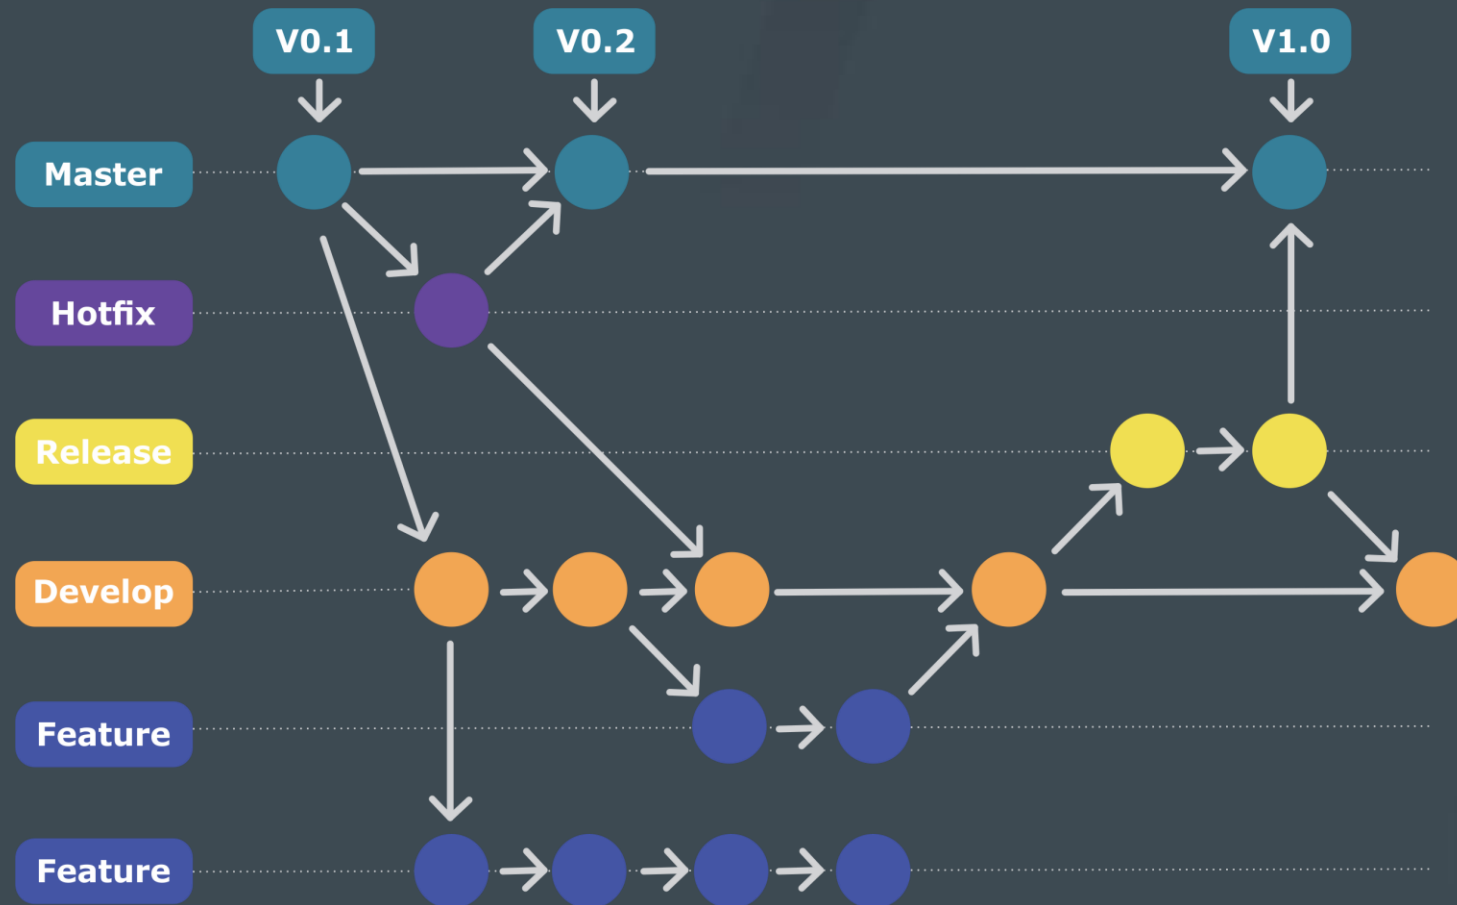 V0.1
V0.2
V1.0
Master
Hotfix
Release
Develop
Feature
Feature